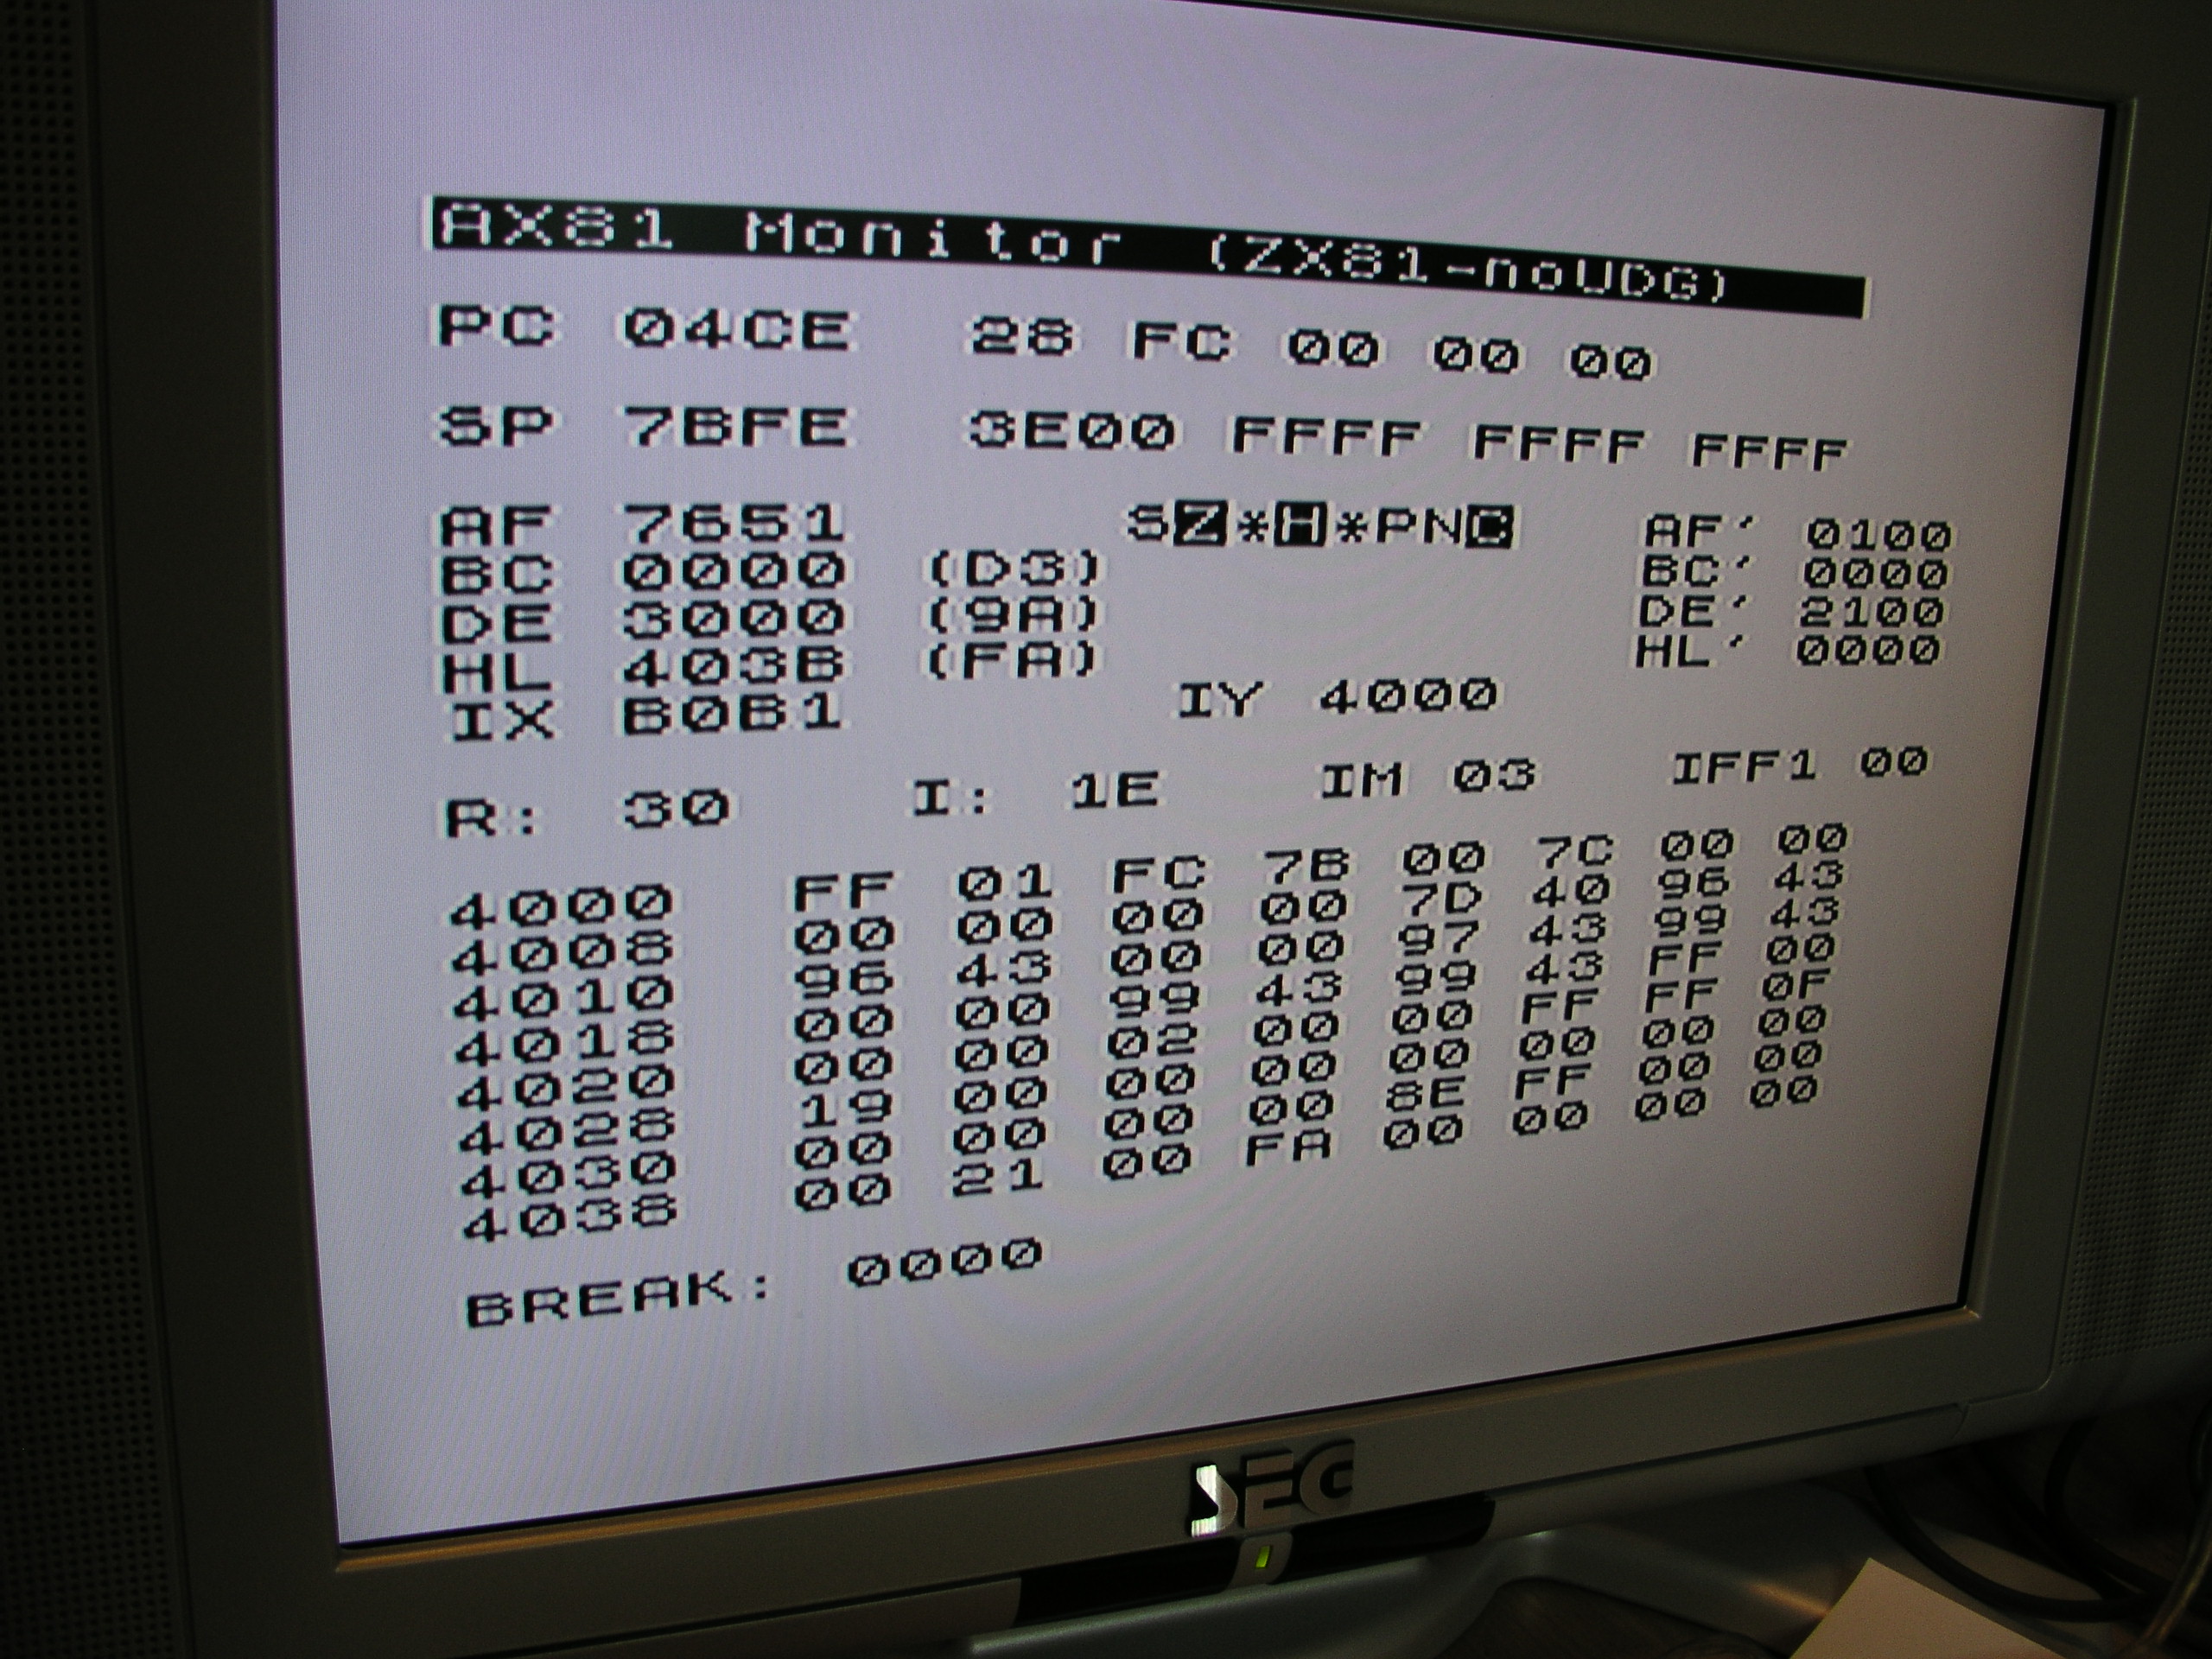 AX81 Monitor (ZX81-noUDG)
PC 04CE 28 FC 00 00 00
SP 7BFE 3E00 FFFF FFFF FFFF
AF 7651 SZ*H*PNC AF' 0100
BC 0000 (D3) BC' 0000
DE 3000 (9A) DE' 2100
HL 403B (FA) HL' 0000
IX B0B1 IY 4000
R: 30 I: 1E IM 03 IFF1 00
4000 FF 01 FC 7B 00 7C 00 00
4008 00 00 00 00 7D 40 96 43
4010 96 43 00 00 97 43 99 43
4018 00 00 99 43 99 43 FF 00
4020 00 00 02 00 00 FF FF 0F
4028 19 00 00 00 00 00 00 00
4030 00 00 00 00 8E FF 00 00
4038 00 21 00 FA 00 00 00 00
BREAK: 0000
SEG